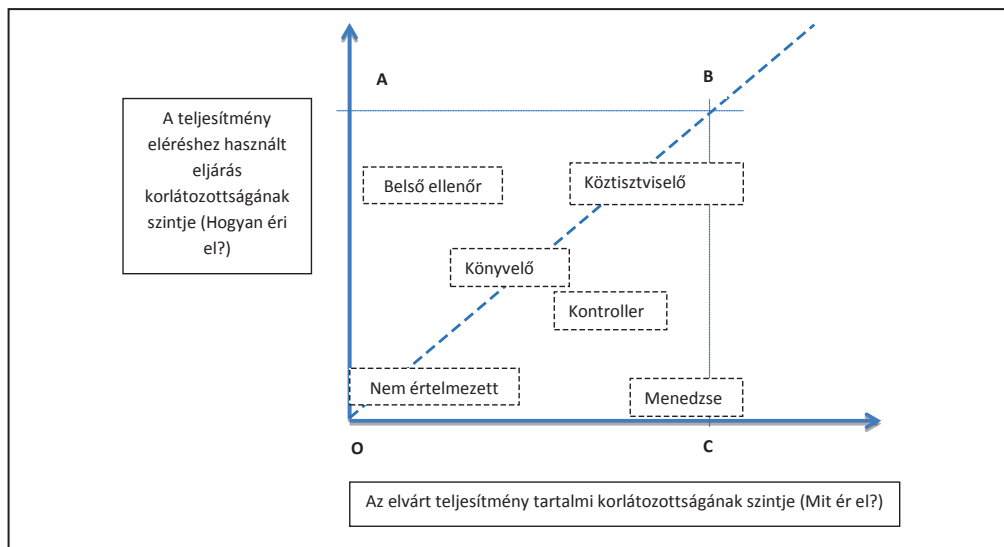 A
B
A teljesítmény
eléréshez használt
eljárás
korlátozottságának
szintje (Hogyan éri
el?)
Belső ellenőr
Köztisztviselő
Könyvelő
Kontroller
Nem értelmezett
Menedzse
O
C
Az elvárt teljesítmény tartalmi korlátozottságának szintje (Mit ér el?)